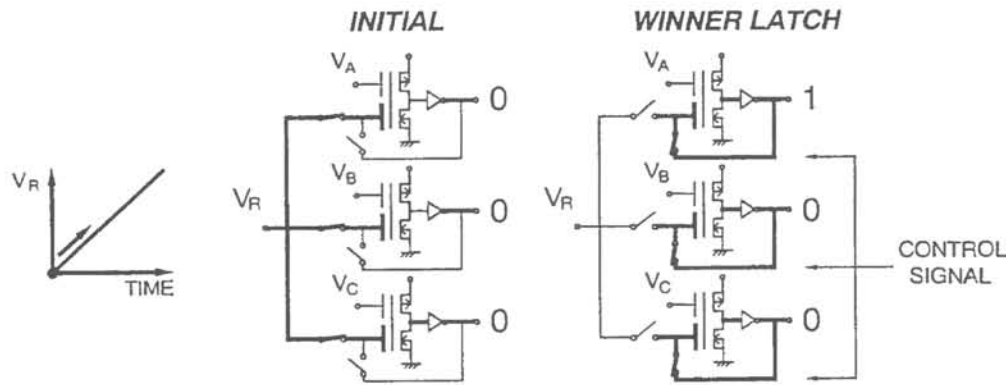 INITIAL
WINNER LATCH
V_A
0
V_R
TIME
V_R
V_B
0
V_C
0
V_A
1
V_R
V_B
0
V_C
0
CONTROL
SIGNAL